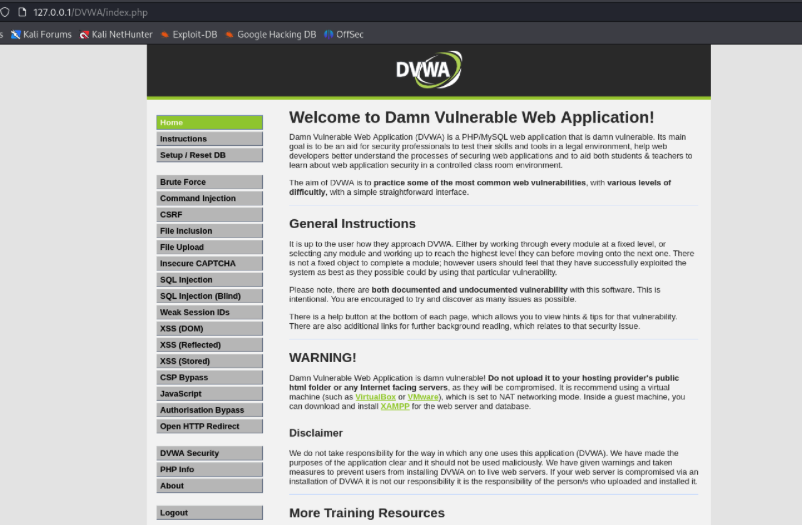 127.0.0.1/DVWA/index.php
s Kali Forums Kali NetHunter Exploit-DB Google Hacking DB OffSec
DVWA
Home
Instructions
Setup / Reset DB
Brute Force
Command Injection
CSRF
File Inclusion
File Upload
Insecure CAPTCHA
SQL Injection
SQL Injection (Blind)
Weak Session IDs
XSS (DOM)
XSS (Reflected)
XSS (Stored)
CSP Bypass
JavaScript
Authorisation Bypass
Open HTTP Redirect
DVWA Security
PHP Info
About
Logout
Welcome to Damn Vulnerable Web Application!
Damn Vulnerable Web Application (DVWA) is a PHP/MySQL web application that is damn vulnerable. Its main
goal is to be an aid for security professionals to test their skills and tools in a legal environment, help web
developers better understand the processes of securing web applications and to aid both students & teachers to
learn about web application security in a controlled class room environment.
The aim of DVWA is to practice some of the most common web vulnerabilities, with various levels of
difficultly, with a simple straightforward interface.
General Instructions
It is up to the user how they approach DVWA. Either by working through every module at a fixed level, or
selecting any module and working up to reach the highest level they can before moving onto the next one. There
is not a fixed object to complete a module; however users should feel that they have successfully exploited the
system as best as they possible could by using that particular vulnerability.
Please note, there are both documented and undocumented vulnerability with this software. This is
intentional. You are encouraged to try and discover as many issues as possible.
There is a help button at the bottom of each page, which allows you to view hints & tips for that vulnerability.
There are also additional links for further background reading, which relates to that security issue.
WARNING!
Damn Vulnerable Web Application is damn vulnerable! Do not upload it to your hosting provider's public
html folder or any Internet facing servers, as they will be compromised. It is recommend using a virtual
machine (such as VirtualBox or VMware), which is set to NAT networking mode. Inside a guest machine, you
can download and install XAMPP for the web server and database.
Disclaimer
We do not take responsibility for the way in which any one uses this application (DVWA). We have made the
purposes of the application clear and it should not be used maliciously. We have given warnings and taken
measures to prevent users from installing DVWA on to live web servers. If your web server is compromised via an
installation of DVWA it is not our responsibility it is the responsibility of the person/s who uploaded and installed it.
More Training Resources